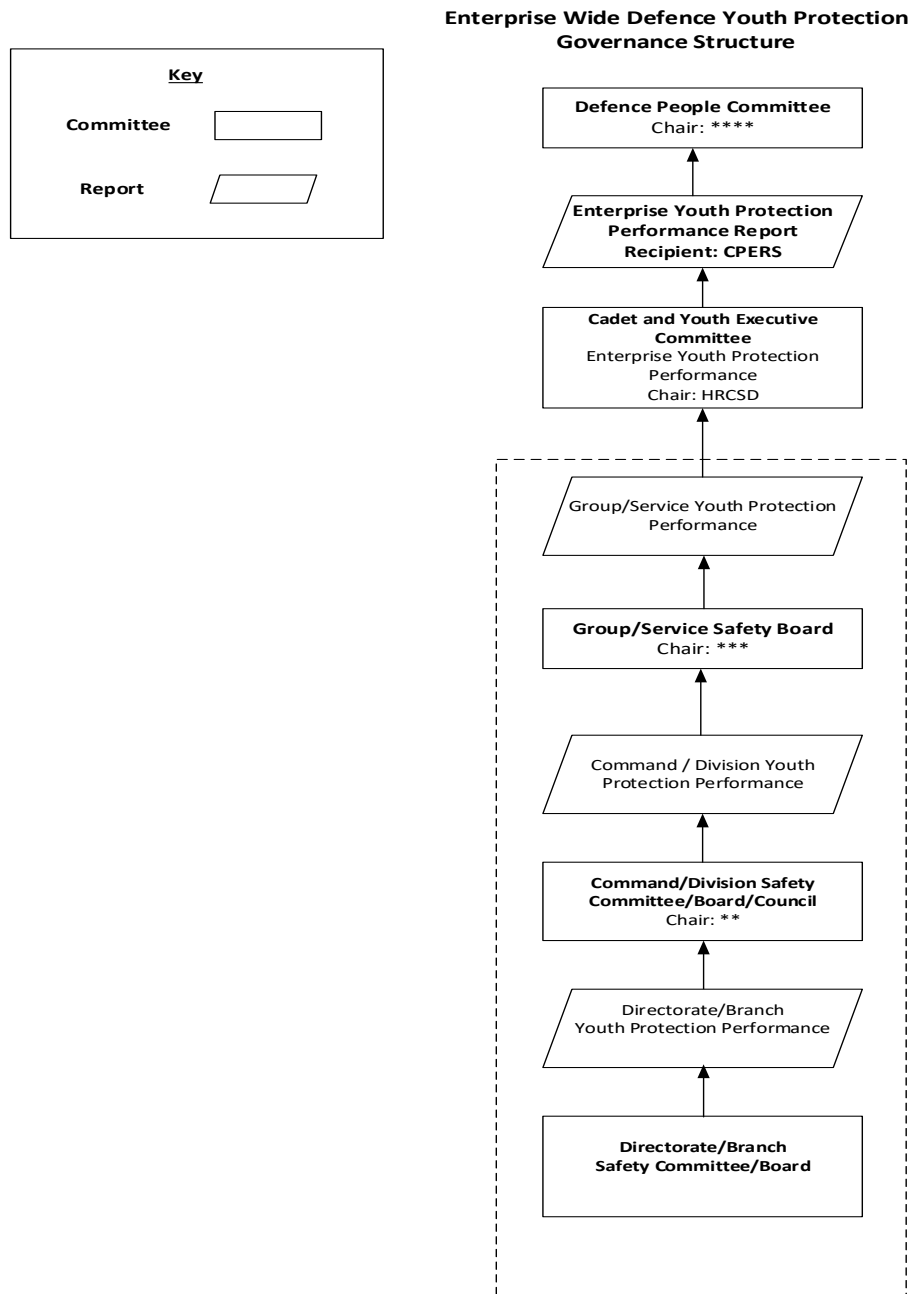 Enterprise Wide Defence Youth Protection
Governance Structure
Key
Committee
Report
Defence People Committee
Chair: ****
Enterprise Youth Protection
Performance Report
Recipient: CPERS
Cadet and Youth Executive
Committee
Enterprise Youth Protection
Performance
Chair: HRCSD
Group/Service Youth Protection
Performance
Group/Service Safety Board
Chair: ***
Command / Division Youth
Protection Performance
Command/Division Safety
Committee/Board/Council
Chair: **
Directorate/Branch
Youth Protection Performance
Directorate/Branch
Safety Committee/Board